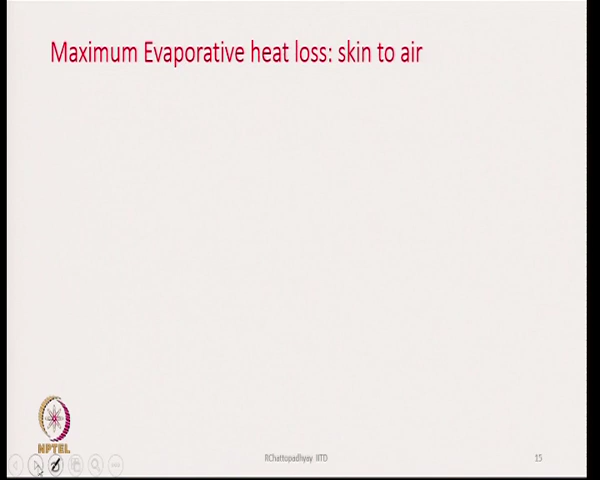 Maximum Evaporative heat loss: skin to air
NPTEL
RChattopadhyay IITD
15